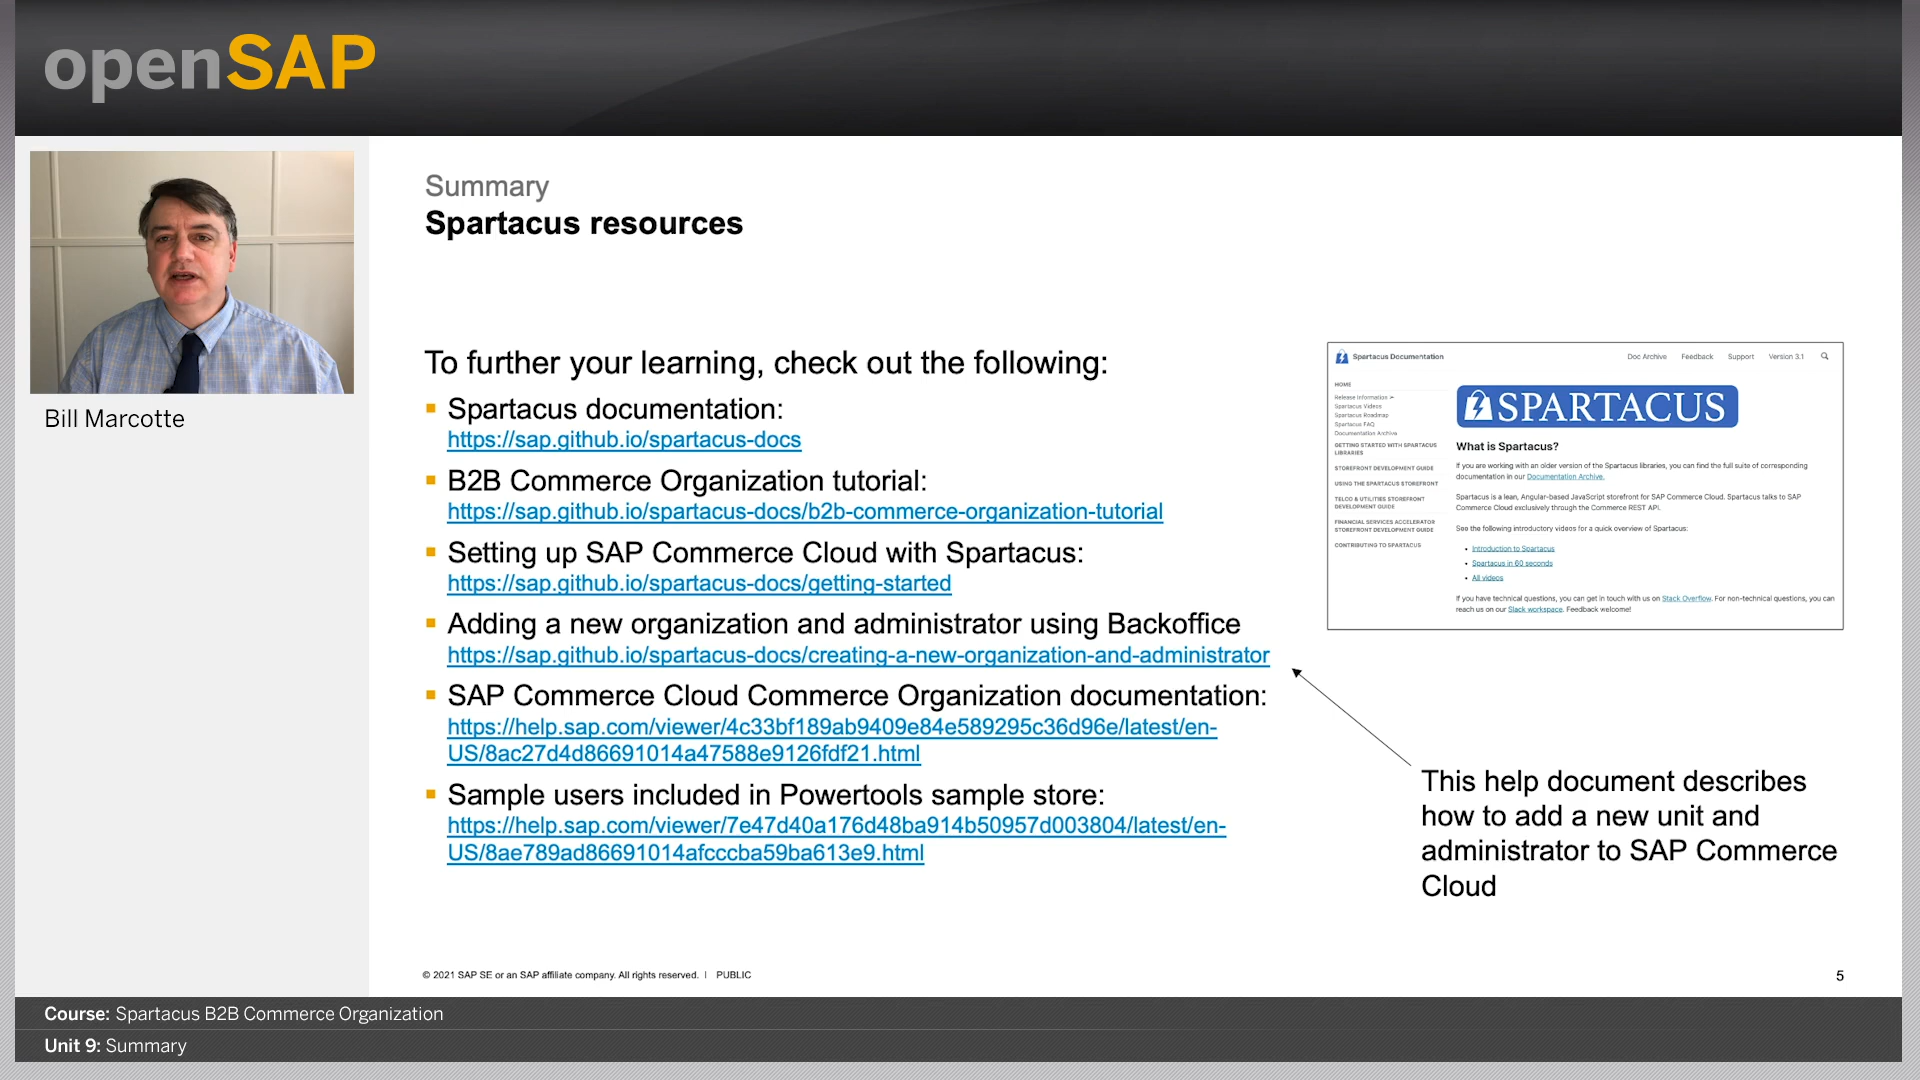 openSAP
Bill Marcotte
Summary
Spartacus resources
To further your learning, check out the following:
Spartacus documentation:
https://sap.github.io/spartacus-docs
B2B Commerce Organization tutorial:
https://sap.github.io/spartacus-docs/b2b-commerce-organization-tutorial
Setting up SAP Commerce Cloud with Spartacus:
https://sap.github.io/spartacus-docs/getting-started
Adding a new organization and administrator using Backoffice
https://sap.github.io/spartacus-docs/creating-a-new-organization-and-administrator
SAP Commerce Cloud Commerce Organization documentation:
https://help.sap.com/viewer/4c33bf189ab9409e84e589295c36d96e/latest/en-
US/8ac27d4d86691014a47588e9126fdf21.html
Sample users included in Powertools sample store:
https://help.sap.com/viewer/7e47d40a176d48ba914b50957d003804/latest/en-
US/8ae789ad86691014afcccba59ba613e9.html
Spartacus Documentation
Doc Archive Feedback Support Version 3.1
HOME
Release Information
Spartacus Videos
Spartacus Roadmap
Spartacus FAQ
Documentation Archive
GETTING STARTED WITH SPARTACUS
LIBRARIES
STOREFRONT DEVELOPMENT GUIDE
USING THE SPARTACUS STOREFRONT
TELCO & UTILITIES STOREFRONT
DEVELOPMENT GUIDE
FINANCIAL SERVICES ACCELERATOR
STOREFRONT DEVELOPMENT GUIDE
CONTRIBUTING TO SPARTACUS
SPARTACUS
What is Spartacus?
If you are working with an older version of the Spartacus libraries, you can find the full suite of corresponding
documentation in our Documentation Archive.
Spartacus is a lean, Angular-based JavaScript storefront for SAP Commerce Cloud. Spartacus talks to SAP
Commerce Cloud exclusively through the Commerce REST API.
See the following introductory videos for a quick overview of Spartacus:
Introduction to Spartacus
Spartacus in 60 seconds
All videos
If you have technical questions, you can get in touch with us on Stack Overflow. For non-technical questions, you can
reach us on our Slack workspace. Feedback welcome!
This help document describes
how to add a new unit and
administrator to SAP Commerce
Cloud
© 2021 SAP SE or an SAP affiliate company. All rights reserved. | PUBLIC
5
Course: Spartacus B2B Commerce Organization
Unit 9: Summary